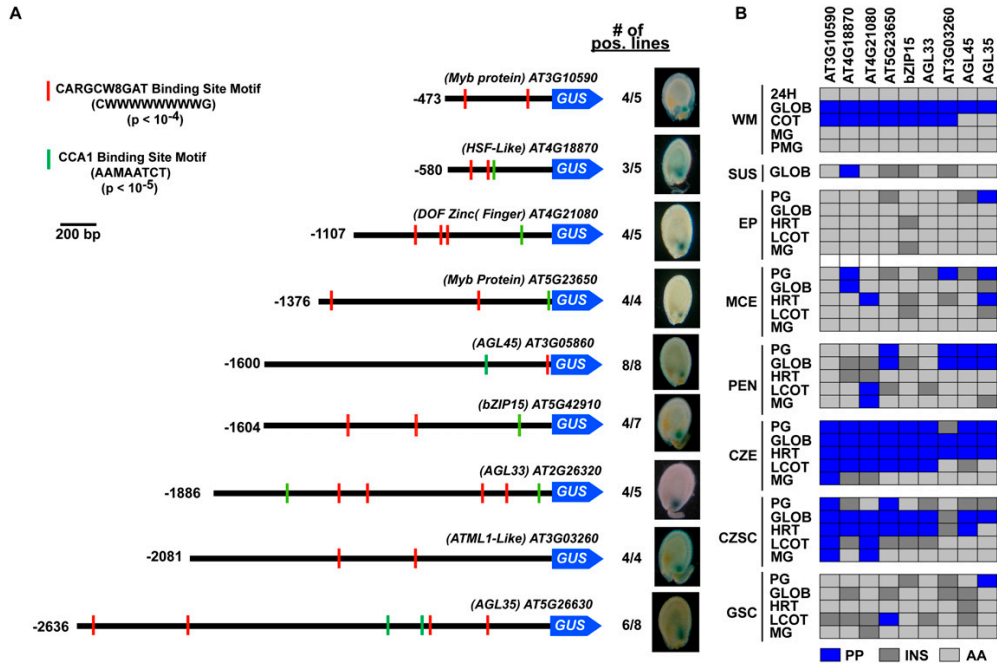 A
# of
pos. lines
CARGCW8GAT Binding Site Motif
(CWWWWWWWWG)
(p < 10-4)
CCA1 Binding Site Motif
(AAMAATCT)
(p < 10-5)
200 bp
(Myb protein) AT3G10590
-473 GUS 4/5
(HSF-Like) AT4G18870
-580 GUS 3/5
(DOF Zinc( Finger) AT4G21080
-1107 GUS 4/5
(Myb Protein) AT5G23650
-1376 GUS 4/4
(AGL45) AT3G05860
-1600 GUS 8/8
(bZIP15) AT5G42910
-1604 GUS 4/7
(AGL33) AT2G26320
-1886 GUS 4/5
(ATML1-Like) AT3G03260
-2081 GUS 4/4
(AGL35) AT5G26630
-2636 GUS 6/8
B
AT3G10590
AT4G18870
AT4G21080
AT5G23650
bZIP15
AGL33
AT3G03260
AGL45
AGL35
WM
24H
GLOB
COT
MG
PMG
SUS
GLOB
EP
PG
GLOB
HRT
LCOT
MG
MCE
PG
GLOB
HRT
LCOT
MG
PEN
PG
GLOB
HRT
LCOT
MG
CZE
PG
GLOB
HRT
LCOT
MG
CZSC
PG
GLOB
HRT
LCOT
MG
GSC
PG
GLOB
HRT
LCOT
MG
PP INS AA